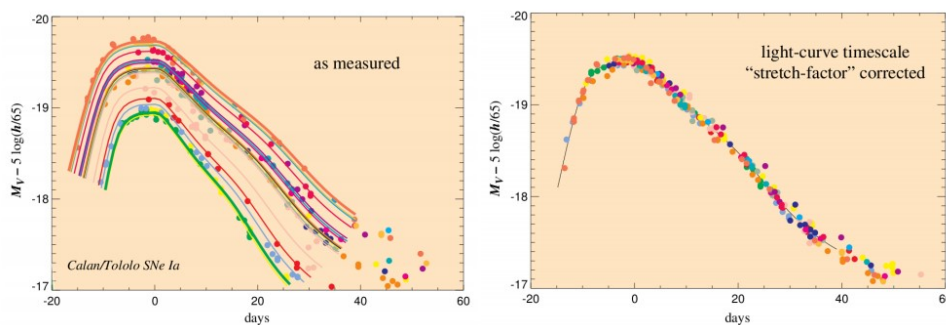 -20
as measured
-19
M_V – 5 log(h/65)
-18
Calan/Tololo SNe Ia
-17
-20 0 20 40 60
days
-20
light-curve timescale
"stretch-factor" corrected
-19
M_V – 5 log(h/65)
-18
-17
-20 0 20 40 60
days